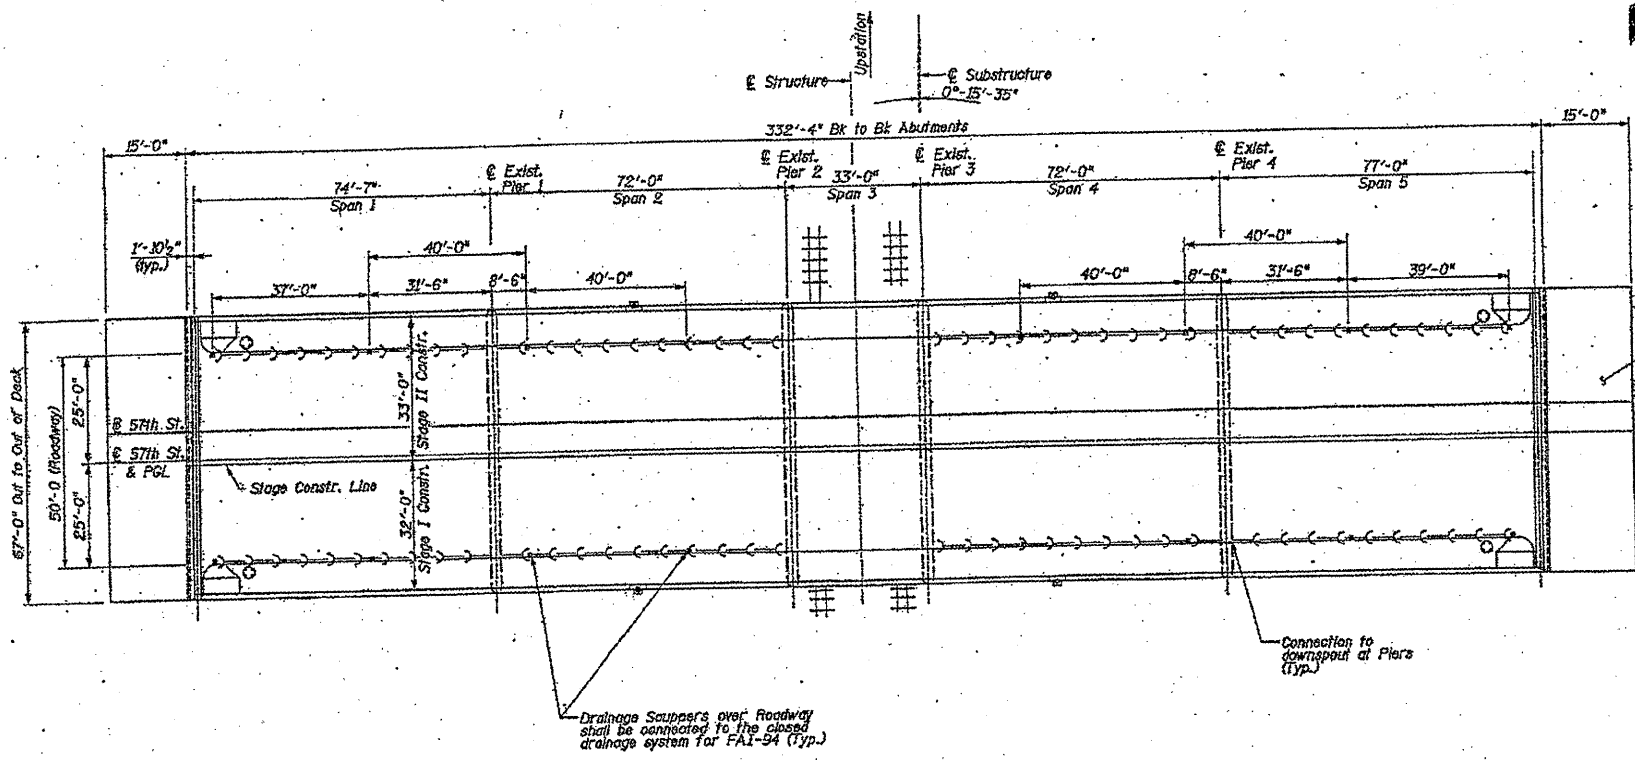 Upstation
℄ Structure
℄ Substructure
0°-15'-35"
332'-4" Bk to Bk Abutments
15'-0"
15'-0"
℄ Exist.
Pier 1
℄ Exist.
Pier 2
℄ Exist.
Pier 3
℄ Exist.
Pier 4
74'-7"
Span 1
72'-0"
Span 2
33'-0"
Span 3
72'-0"
Span 4
77'-0"
Span 5
1'-10½"
(typ.)
40'-0"
40'-0"
37'-0"
31'-6"
8'-6"
40'-0"
40'-0"
8'-6"
31'-6"
39'-0"
67'-0" Out to Out of Deck
50'-0 (Roadway)
25'-0"
25'-0"
33'-0"
Stage II Constr.
32'-0"
Stage I Constr.
57th St.
℄ 57th St.
& PGL
Stage Constr. Line
Connection to
downspout at Piers
(Typ.)
Drainage Scuppers over Roadway
shall be connected to the closed
drainage system for FAI-94 (Typ.)